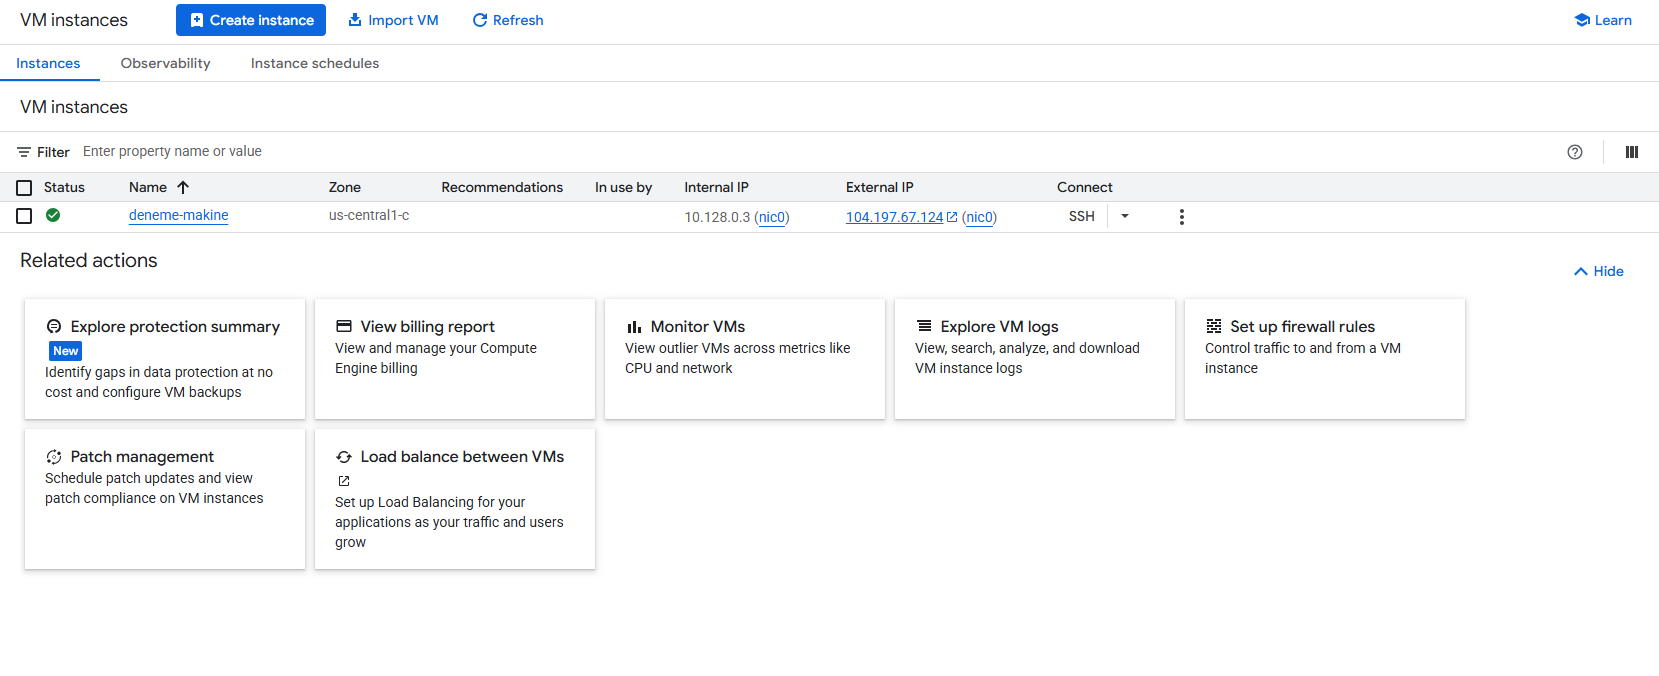 VM instances Create instance Import VM Refresh Learn
Instances Observability Instance schedules
VM instances
Filter Enter property name or value
Status Name Zone Recommendations In use by Internal IP External IP Connect
deneme-makine us-central1-c 10.128.0.3 (nic0) 104.197.67.124 (nic0) SSH
Related actions
Hide
Explore protection summary
New
Identify gaps in data protection at no
cost and configure VM backups
View billing report
View and manage your Compute
Engine billing
Monitor VMs
View outlier VMs across metrics like
CPU and network
Explore VM logs
View, search, analyze, and download
VM instance logs
Set up firewall rules
Control traffic to and from a VM
instance
Patch management
Schedule patch updates and view
patch compliance on VM instances
Load balance between VMs
Set up Load Balancing for your
applications as your traffic and users
grow